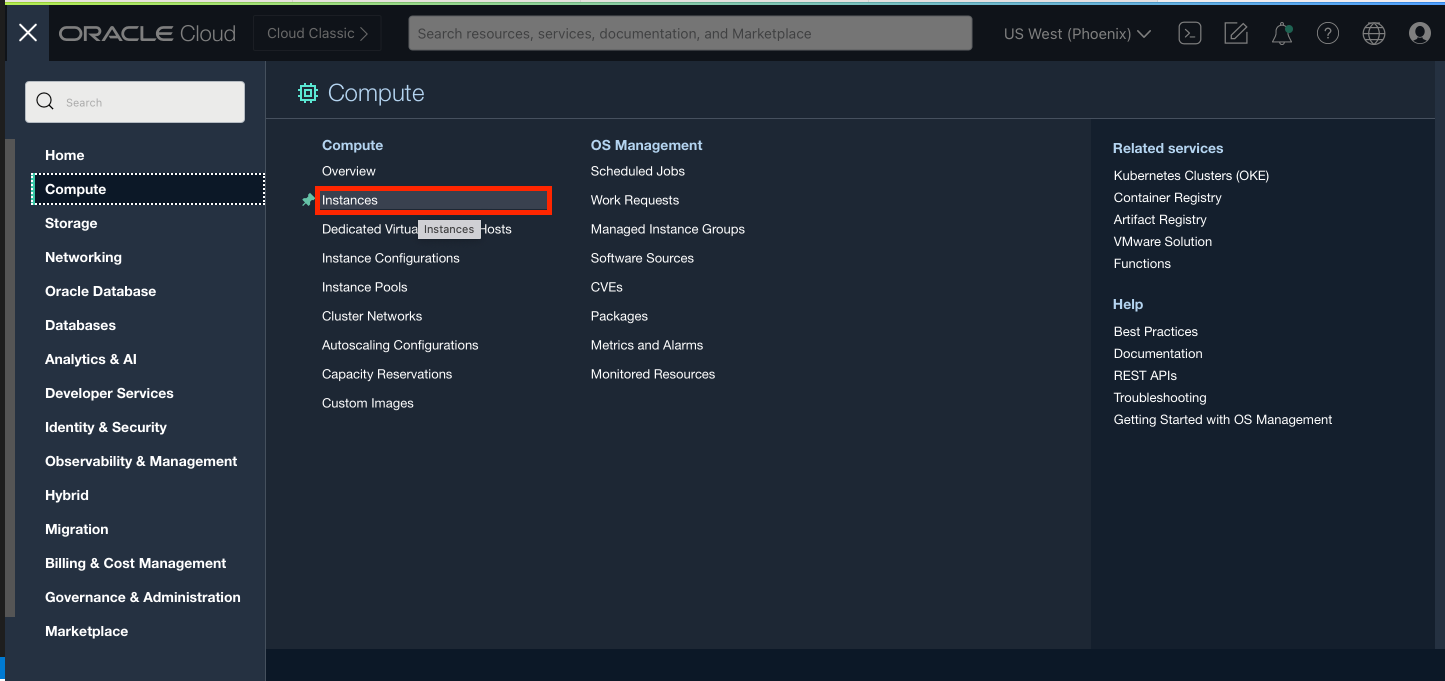 ORACLE Cloud
Cloud Classic
Search resources, services, documentation, and Marketplace
US West (Phoenix)
Search
Home
Compute
Storage
Networking
Oracle Database
Databases
Analytics & AI
Developer Services
Identity & Security
Observability & Management
Hybrid
Migration
Billing & Cost Management
Governance & Administration
Marketplace
Compute
Compute
Overview
Instances
Dedicated Virtua
Instances
Hosts
Instance Configurations
Instance Pools
Cluster Networks
Autoscaling Configurations
Capacity Reservations
Custom Images
OS Management
Scheduled Jobs
Work Requests
Managed Instance Groups
Software Sources
CVEs
Packages
Metrics and Alarms
Monitored Resources
Related services
Kubernetes Clusters (OKE)
Container Registry
Artifact Registry
VMware Solution
Functions
Help
Best Practices
Documentation
REST APIs
Troubleshooting
Getting Started with OS Management